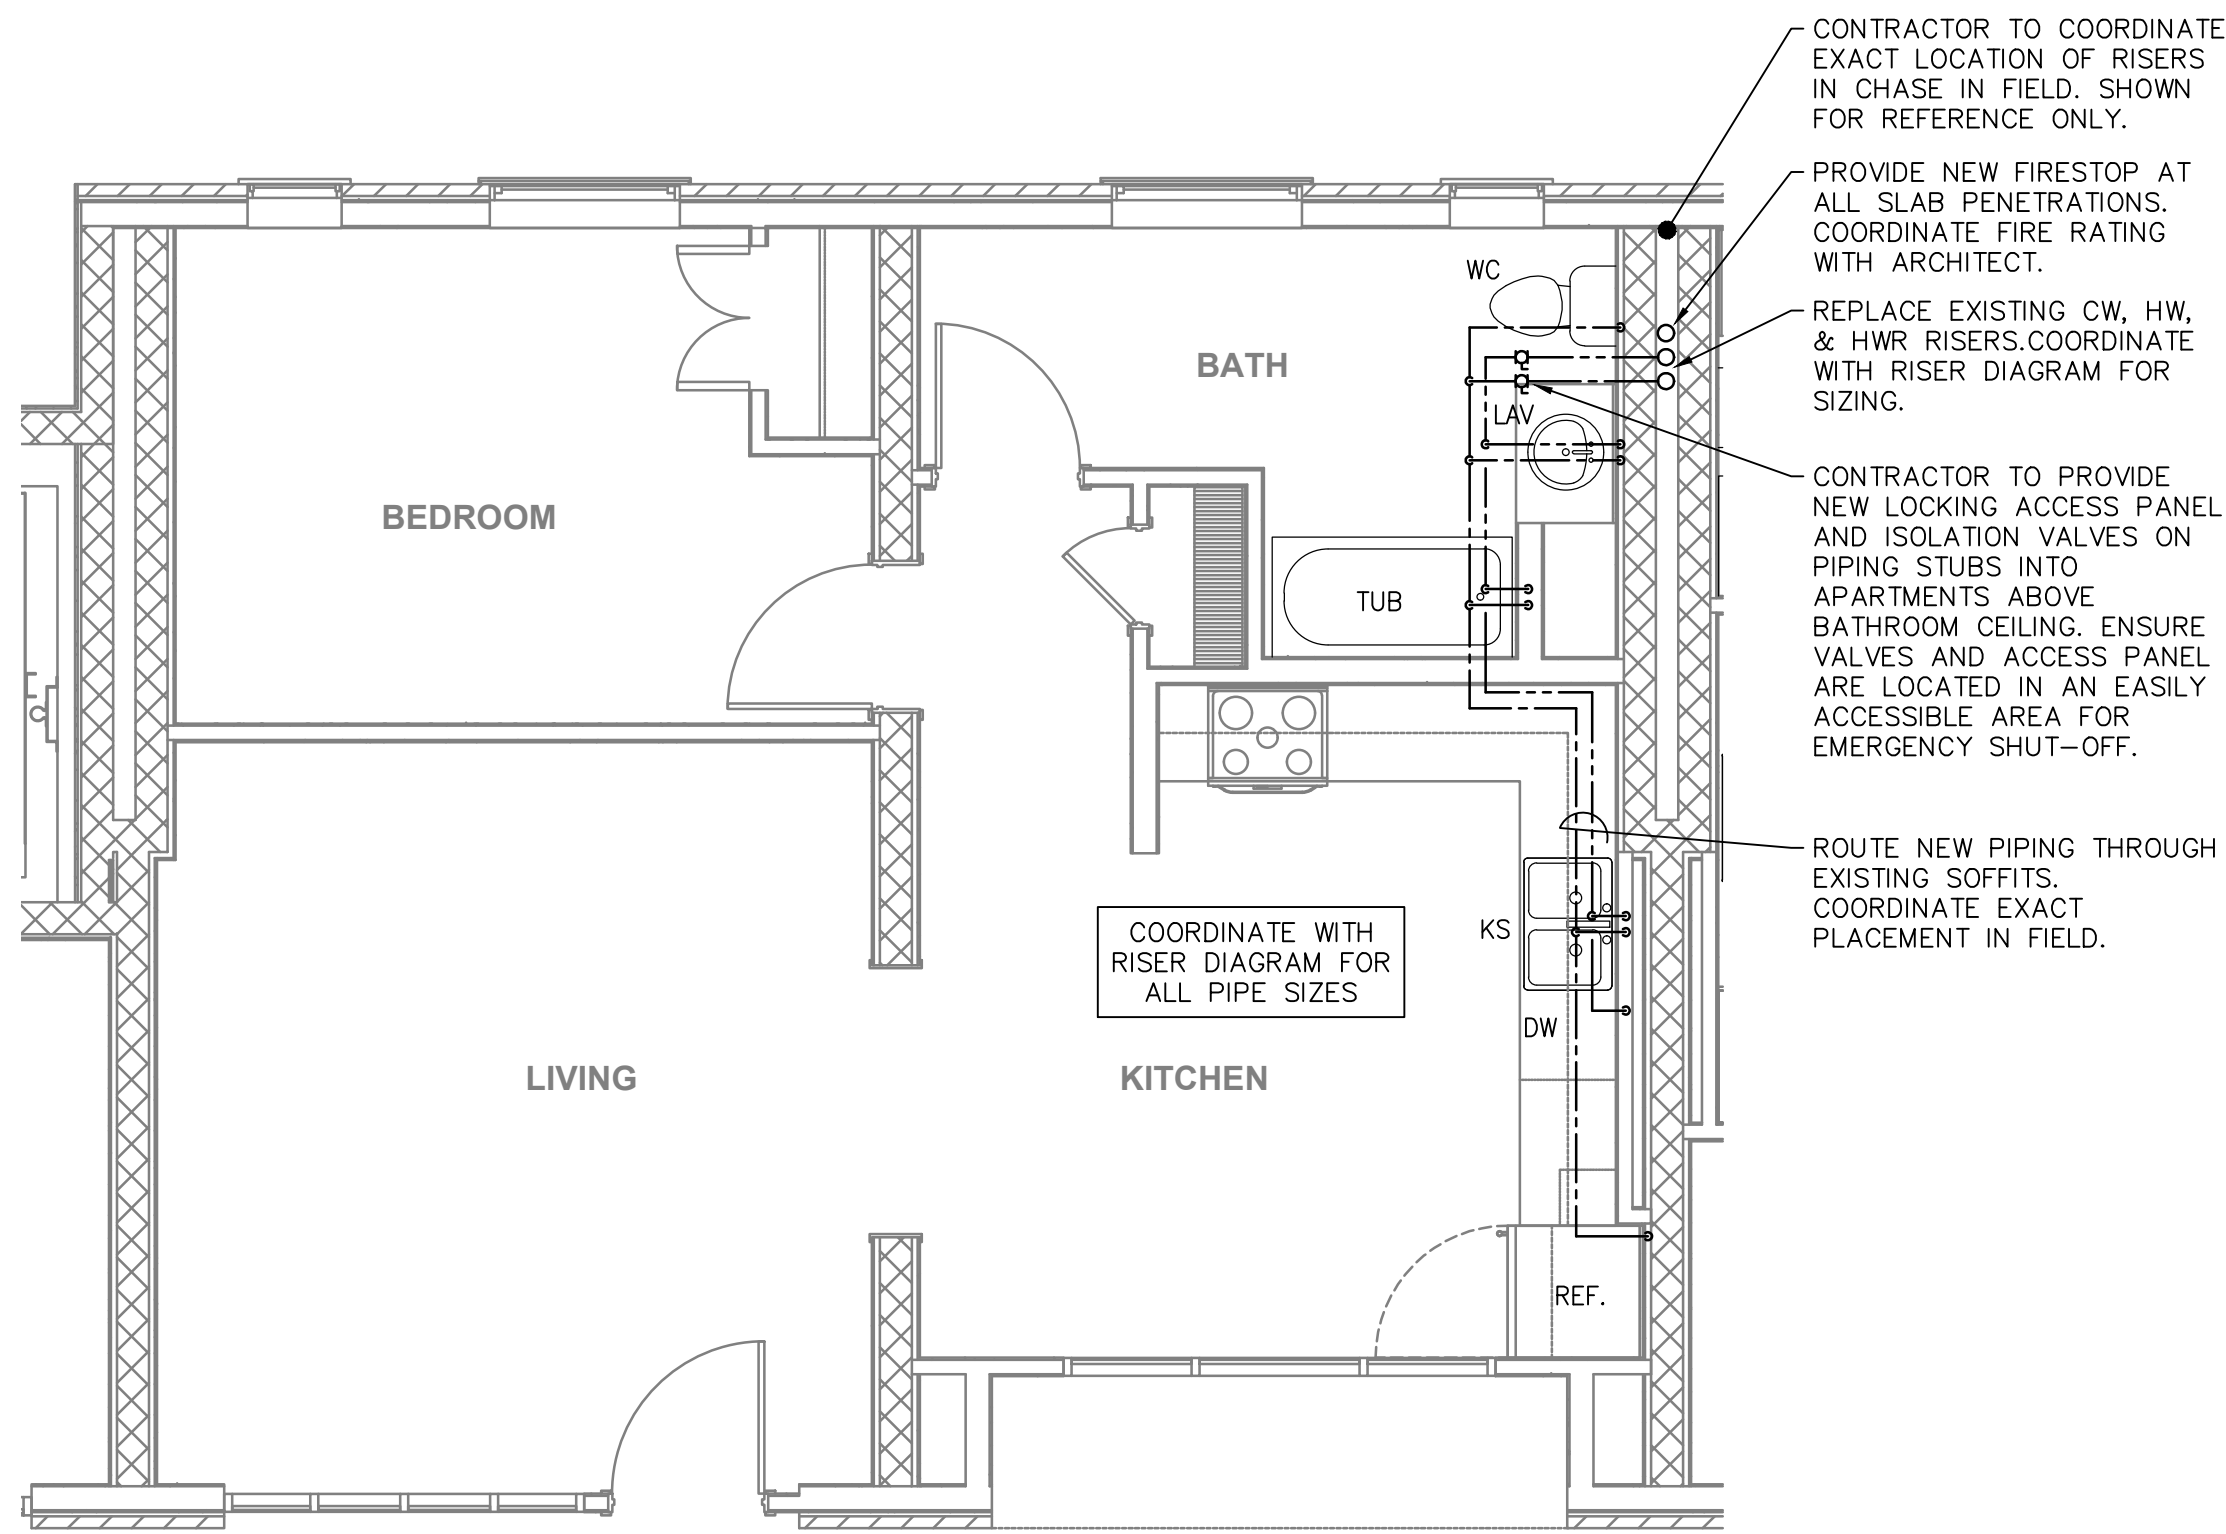 CONTRACTOR TO COORDINATE
EXACT LOCATION OF RISERS
IN CHASE IN FIELD. SHOWN
FOR REFERENCE ONLY.
PROVIDE NEW FIRESTOP AT
ALL SLAB PENETRATIONS.
COORDINATE FIRE RATING
WITH ARCHITECT.
REPLACE EXISTING CW, HW,
& HWR RISERS.COORDINATE
WITH RISER DIAGRAM FOR
SIZING.
CONTRACTOR TO PROVIDE
NEW LOCKING ACCESS PANEL
AND ISOLATION VALVES ON
PIPING STUBS INTO
APARTMENTS ABOVE
BATHROOM CEILING. ENSURE
VALVES AND ACCESS PANEL
ARE LOCATED IN AN EASILY
ACCESSIBLE AREA FOR
EMERGENCY SHUT-OFF.
ROUTE NEW PIPING THROUGH
EXISTING SOFFITS.
COORDINATE EXACT
PLACEMENT IN FIELD.
WC
BATH
LAV
BEDROOM
TUB
KS
COORDINATE WITH
RISER DIAGRAM FOR
ALL PIPE SIZES
DW
LIVING
KITCHEN
REF.